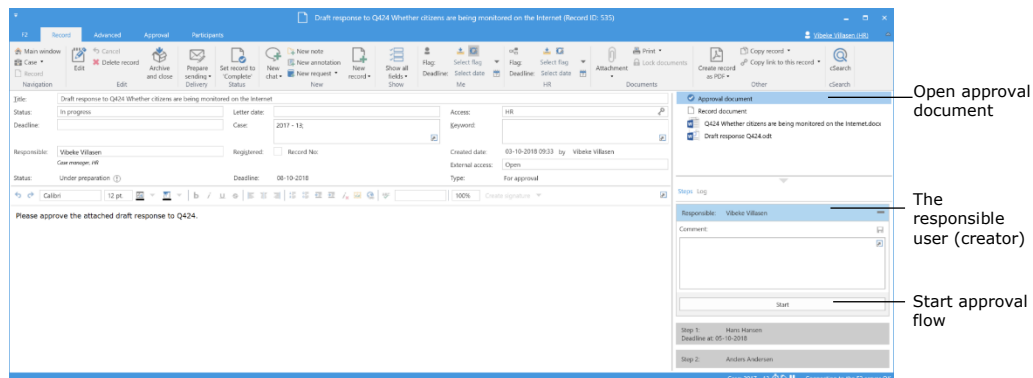 Draft response to Q424 Whether citizens are being monitored on the Internet (Record ID: 535)
F2 Record Advanced Approval Participants
Vibeke Villasen (HR)
Main window
Case
Record
Navigation
Edit
Cancel
Delete record
Archive and close
Edit
Prepare sending
Delivery
Set record to 'Complete'
Status
New chat
New note
New annotation
New request
New record
New
Show all fields
Show
Flag: Select flag
Deadline: Select date
Me
Flag: Select flag
Deadline: Select date
HR
Attachment
Print
Lock documents
Documents
Create record as PDF
Copy record
Copy link to this record
Other
cSearch
cSearch
Title: Draft response to Q424 Whether citizens are being monitored on the Internet
Status: In progress
Letter date:
Access: HR
Deadline:
Case: 2017 - 13;
Keyword:
Responsible: Vibeke Villasen
Case manager, HR
Registered: Record No:
Created date: 03-10-2018 09:33 by Vibeke Villasen
External access: Open
Status: Under preparation
Deadline: 08-10-2018
Type: For approval
Calibri 12 pt. b / u 100% Create signature
Please approve the attached draft response to Q424.
Approval document
Record document
Q424 Whether citizens are being monitored on the Internet.docx
Draft response Q424.odt
Steps Log
Responsible: Vibeke Villasen
Comment:
Start
Step 1: Hans Hansen
Deadline at: 05-10-2018
Step 2: Anders Andersen
Open approval
document
The
responsible
user (creator)
Start approval
flow